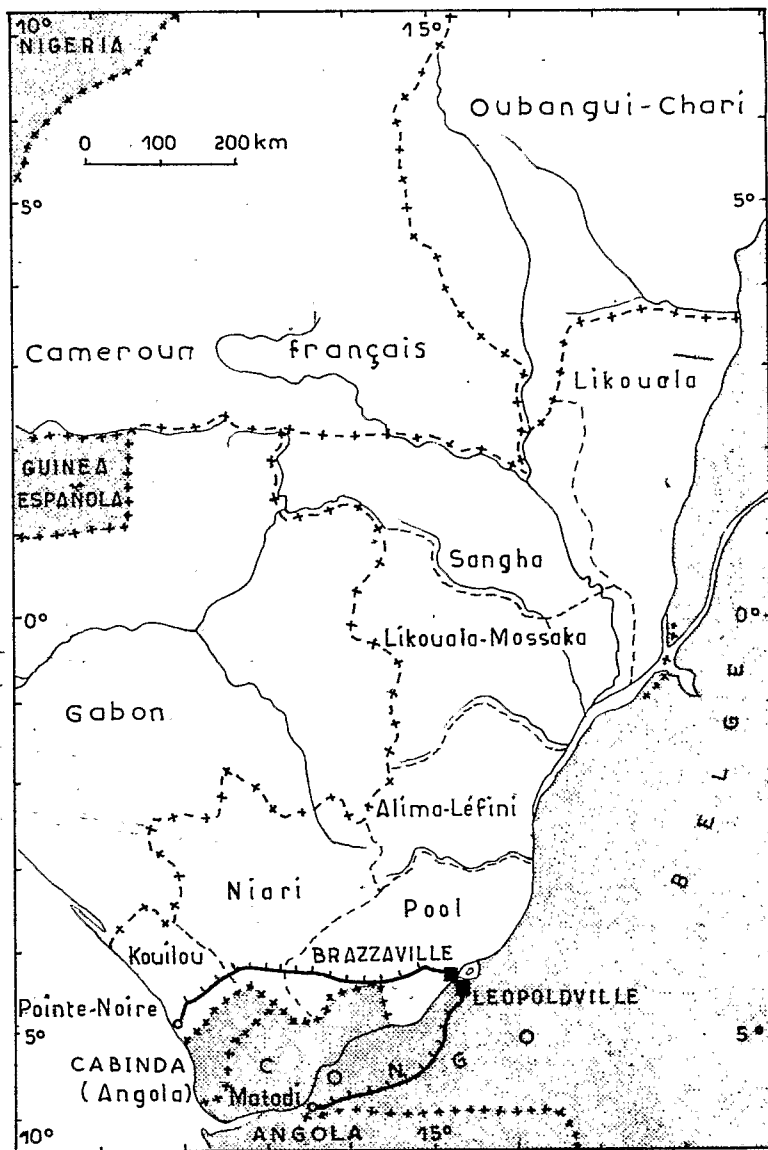 10°
15°
NIGERIA
Oubangui-Chari
0 100 200 km
5°
5°
Cameroun français
Likouala
GUINEA
ESPAÑOLA
Sangha
0°
0°
Likouala-Mossaka
Gabon
Alima-Léfini
Niari
Pool
Kouilou
BRAZZAVILLE
Pointe-Noire
LEOPOLDVILLE
5°
5°
CABINDA
(Angola)
CONGO
BELGE
Matadi
ANGOLA
10°
15°